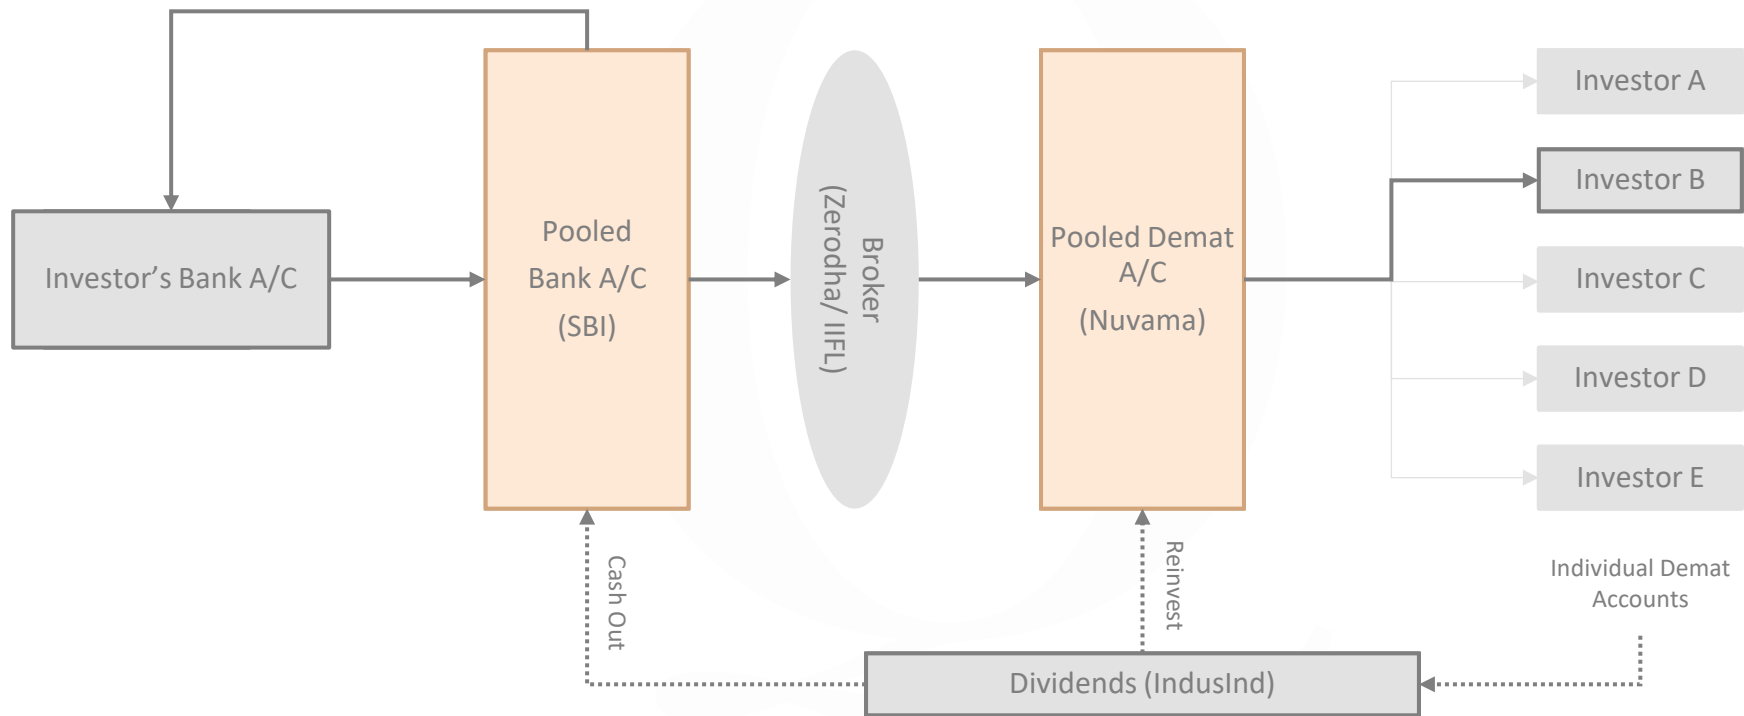 Investor’s Bank A/C
Pooled
Bank A/C
(SBI)
Broker
(Zerodha/ IIFL)
Pooled Demat
A/C
(Nuvama)
Investor A
Investor B
Investor C
Investor D
Investor E
Individual Demat
Accounts
Cash Out
Reinvest
Dividends (IndusInd)